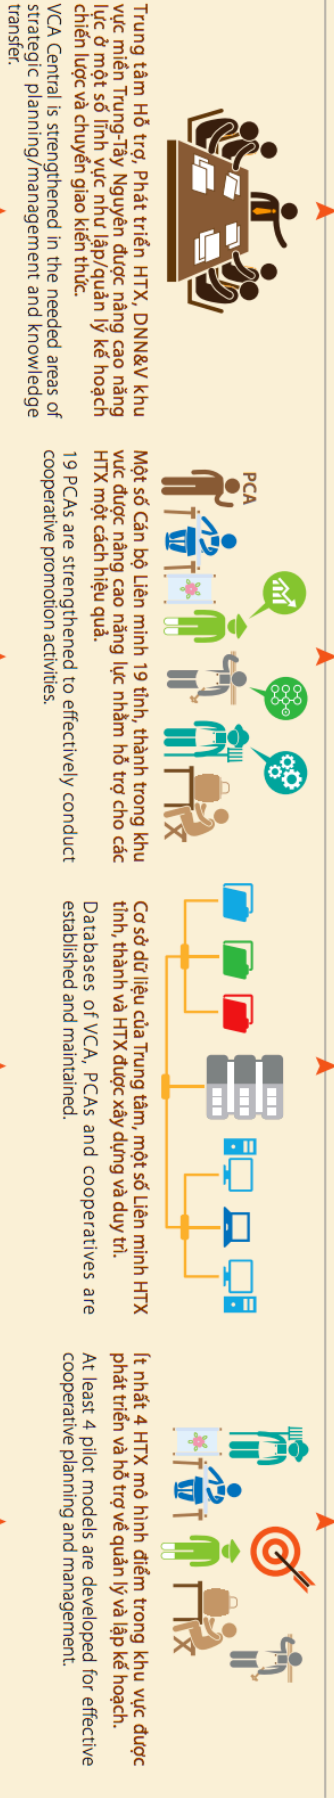 Trung tâm Hỗ trợ, Phát triển HTX, DNN&V khu
vực miền Trung-Tây Nguyên được nâng cao năng
lực ở một số lĩnh vực như lập/quản lý kế hoạch
chiến lược và chuyển giao kiến thức.
VCA Central is strengthened in the needed areas of
strategic planning/management and knowledge
transfer.
PCA
Một số Cán bộ Liên minh 19 tỉnh, thành trong khu
vực được nâng cao năng lực nhằm hỗ trợ cho các
HTX một cách hiệu quả.
19 PCAs are strengthened to effectively conduct
cooperative promotion activities.
Cơ sở dữ liệu của Trung tâm, một số Liên minh HTX
tỉnh, thành và HTX được xây dựng và duy trì.
Databases of VCA, PCAs and cooperatives are
established and maintained.
Ít nhất 4 HTX mô hình điểm trong khu vực được
phát triển và hỗ trợ về quản lý và lập kế hoạch.
At least 4 pilot models are developed for effective
cooperative planning and management.